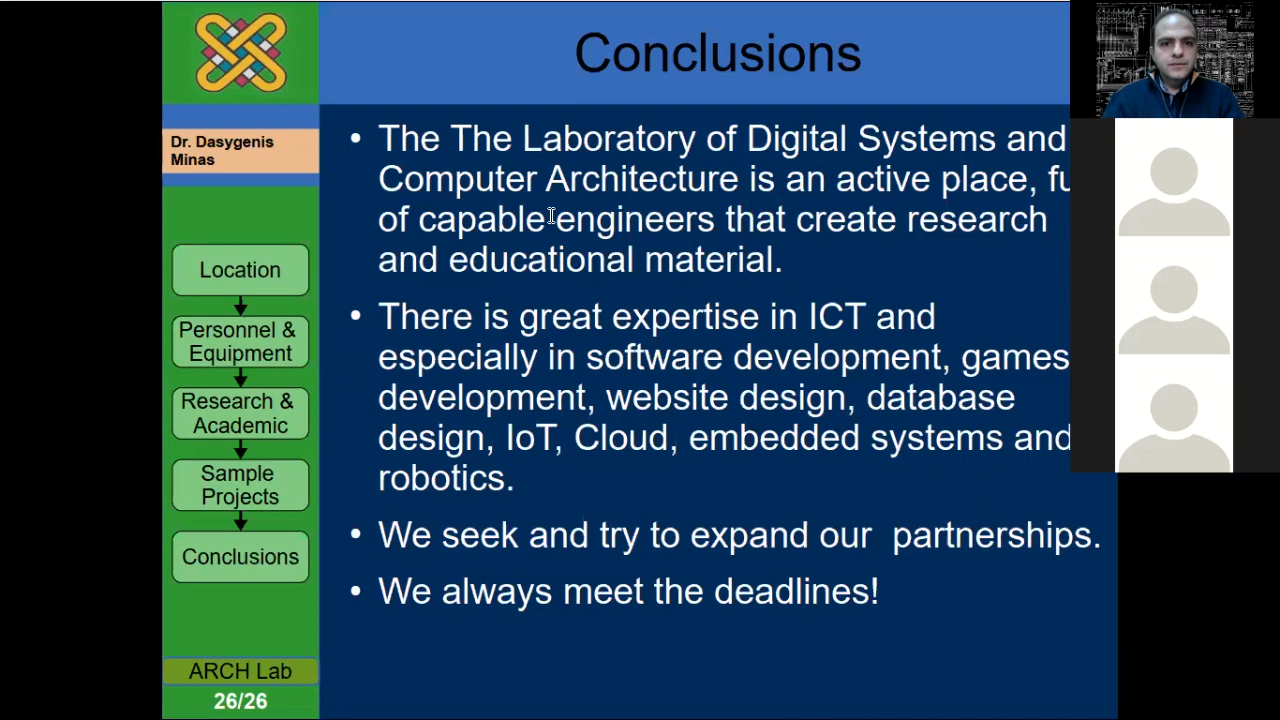 Conclusions
Dr. Dasygenis
Minas
Location
Personnel &
Equipment
Research &
Academic
Sample
Projects
Conclusions
ARCH Lab
26/26
• The The Laboratory of Digital Systems and
Computer Architecture is an active place,
of capable engineers that create research
and educational material.
• There is great expertise in ICT and
especially in software development, games
development, website design, database
design, IoT, Cloud, embedded systems and
robotics.
• We seek and try to expand our partnerships.
• We always meet the deadlines!